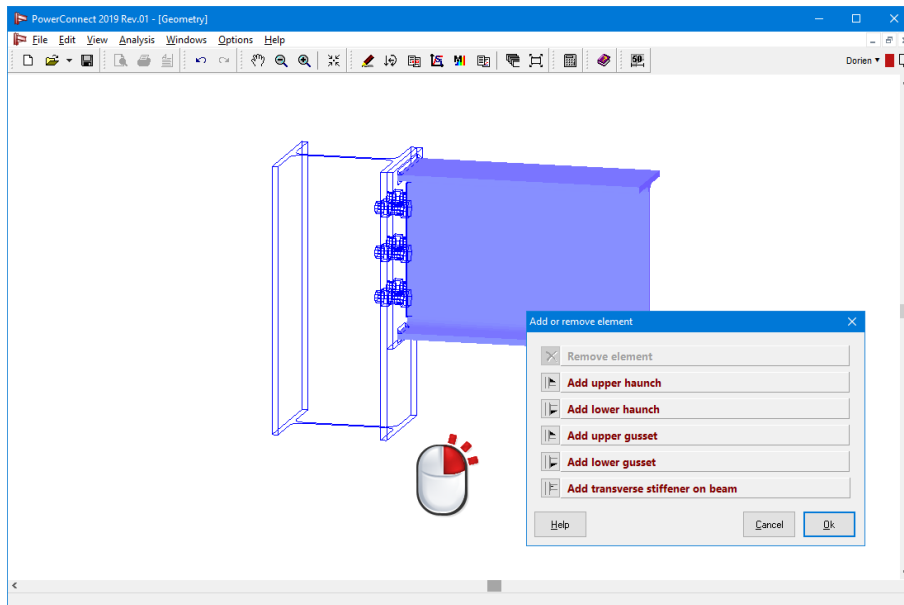 PowerConnect 2019 Rev.01 - [Geometry]
File Edit View Analysis Windows Options Help
50
Dorien
Add or remove element
Remove element
Add upper haunch
Add lower haunch
Add upper gusset
Add lower gusset
Add transverse stiffener on beam
Help Cancel Ok